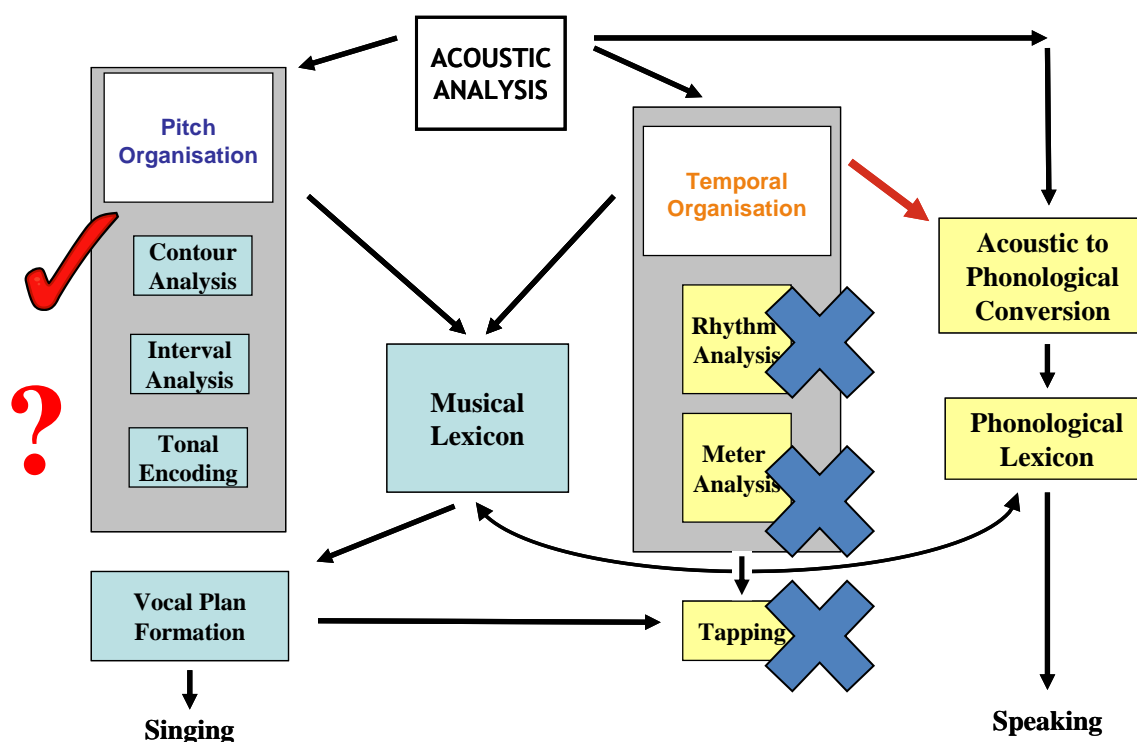 ACOUSTIC
ANALYSIS
Pitch
Organisation
Contour
Analysis
Interval
Analysis
Tonal
Encoding
?
Musical
Lexicon
Temporal
Organisation
Rhythm
Analysis
Meter
Analysis
Acoustic to
Phonological
Conversion
Phonological
Lexicon
Vocal Plan
Formation
Tapping
Singing
Speaking